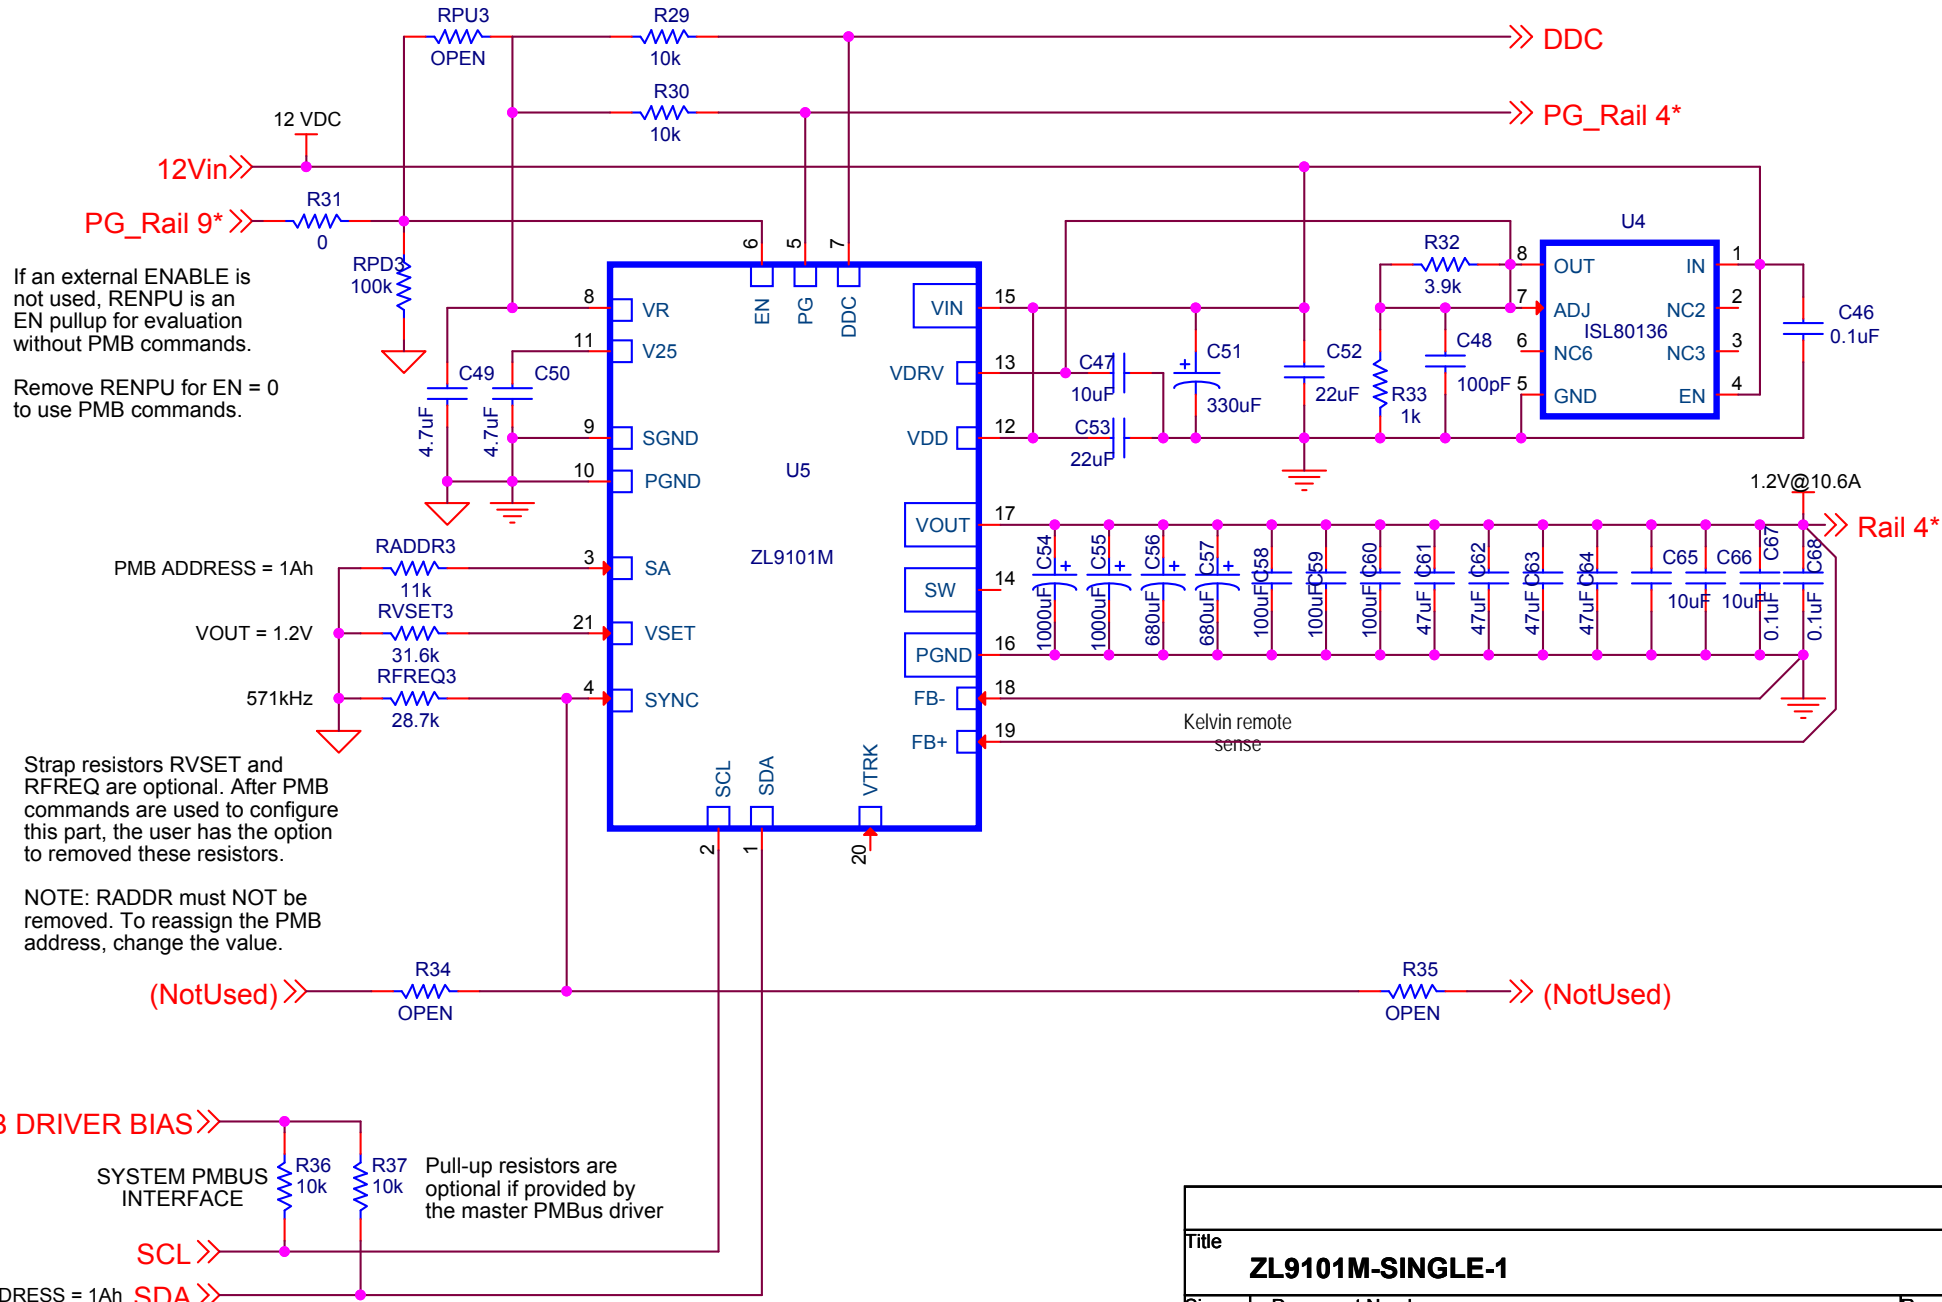 RPU3
OPEN
R29
10k
DDC
R30
10k
PG_Rail 4*
12 VDC
12Vin
R31
0
PG_Rail 9*
RPD3
100k
If an external ENABLE is
not used, RENPU is an
EN pullup for evaluation
without PMB commands.
Remove RENPU for EN = 0
to use PMB commands.
6
5
7
EN
PG
DDC
8
VR
11
V25
C49
4.7uF
C50
4.7uF
9
SGND
10
PGND
U5
ZL9101M
PMB ADDRESS = 1Ah
RADDR3
11k
3
SA
VOUT = 1.2V
RVSET3
31.6k
21
VSET
571kHz
RFREQ3
28.7k
4
SYNC
SCL
SDA
VTRK
2
1
20
VIN
15
VDRV
13
VDD
12
VOUT
17
SW
14
PGND
16
FB-
18
FB+
19
C47
10uF
C53
22uF
C51
330uF
C52
22uF
R32
3.9k
R33
1k
C48
100pF
U4
ISL80136
8
OUT
7
ADJ
6
NC6
5
GND
IN
1
NC2
2
NC3
3
EN
4
C46
0.1uF
1.2V@10.6A
Rail 4*
C54
1000uF
C55
1000uF
C56
680uF
C57
680uF
C58
100uF
C59
100uF
C60
100uF
C61
47uF
C62
47uF
C63
47uF
C64
47uF
C65
10uF
C66
10uF
C67
0.1uF
C68
0.1uF
Kelvin remote
sense
Strap resistors RVSET and
RFREQ are optional. After PMB
commands are used to configure
this part, the user has the option
to removed these resistors.
NOTE: RADDR must NOT be
removed. To reassign the PMB
address, change the value.
(NotUsed)
R34
OPEN
R35
OPEN
(NotUsed)
DRIVER BIAS
SYSTEM PMBUS
INTERFACE
R36
10k
R37
10k
Pull-up resistors are
optional if provided by
the master PMBus driver
SCL
= 1Ah
SDA
Title
ZL9101M-SINGLE-1